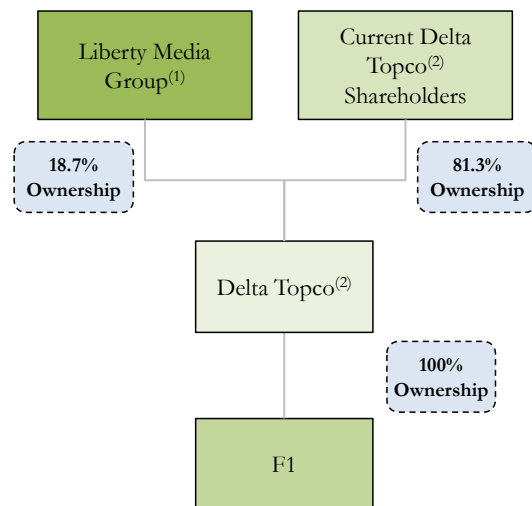 Liberty Media
Group(1)
Current Delta
Topco(2)
Shareholders
18.7%
Ownership
81.3%
Ownership
Delta Topco(2)
100%
Ownership
F1